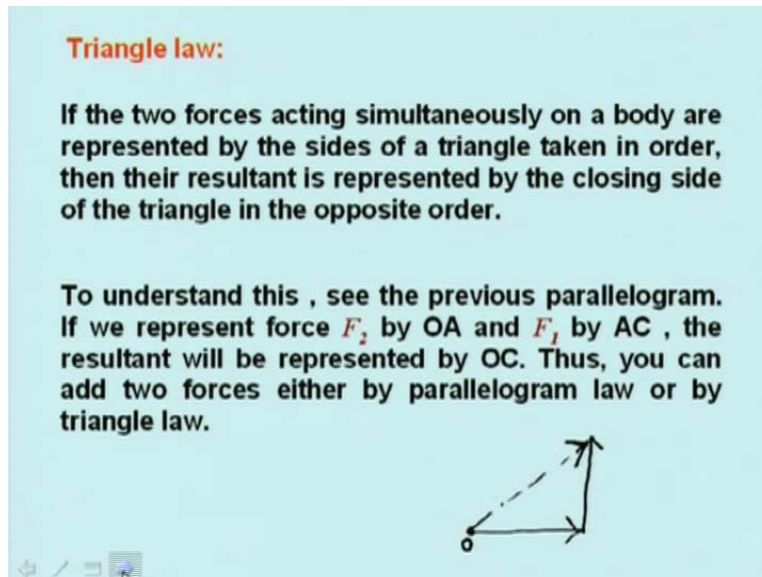 Triangle law:
If the two forces acting simultaneously on a body are
represented by the sides of a triangle taken in order,
then their resultant is represented by the closing side
of the triangle in the opposite order.
To understand this , see the previous parallelogram.
If we represent force F₂ by OA and F₁ by AC , the
resultant will be represented by OC. Thus, you can
add two forces either by parallelogram law or by
triangle law.
O